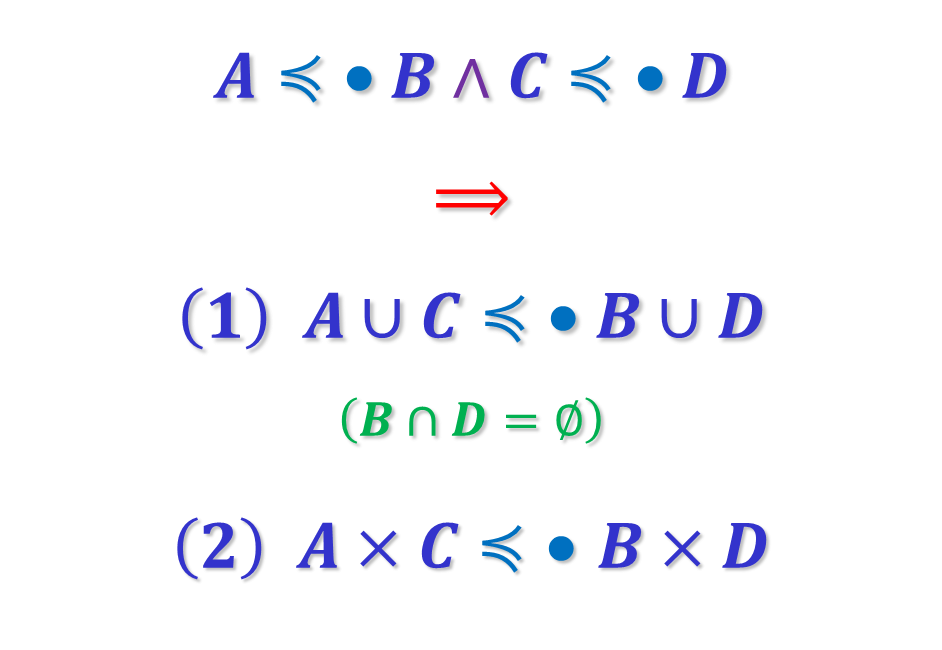 A ≼• B ∧ C ≼• D
⟹
(1) A ∪ C ≼• B ∪ D
(B ∩ D = ∅)
(2) A × C ≼• B × D